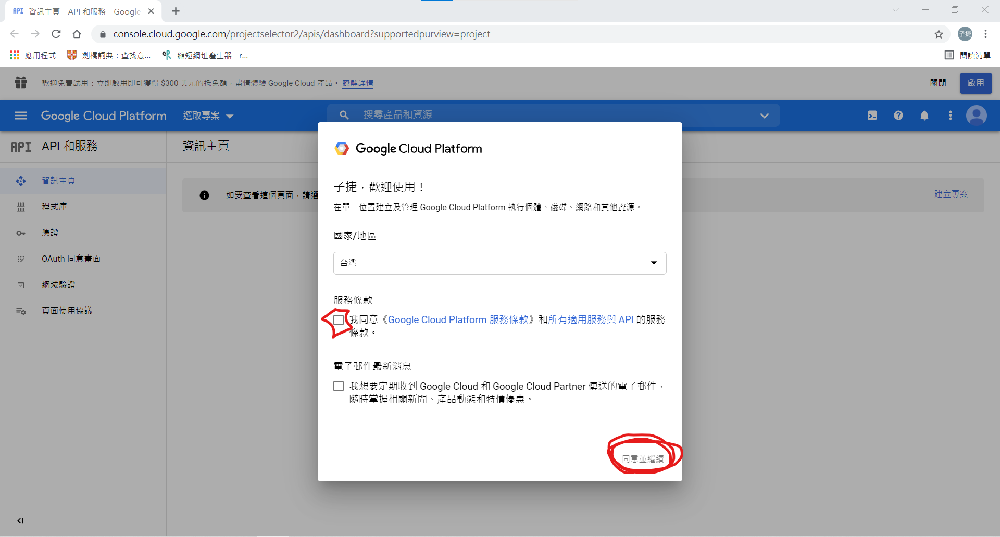 API 資訊主頁 – API 和服務 – Google
console.cloud.google.com/projectselector2/apis/dashboard?supportedpurview=project
子捷
應用程式
劍橋詞典：查找意...
縮短網址產生器 - r...
閱讀清單
歡迎免費試用：立即啟用即可獲得 $300 美元的抵免額，盡情體驗 Google Cloud 產品。 瞭解詳情
關閉
啟用
Google Cloud Platform
選取專案
搜尋產品和資源
API API 和服務
資訊主頁
資訊主頁
程式庫
憑證
OAuth 同意畫面
網域驗證
頁面使用協議
如要查看這個頁面，請選
建立專案
Google Cloud Platform
子捷，歡迎使用！
在單一位置建立及管理 Google Cloud Platform 執行個體、磁碟、網路和其他資源。
國家/地區
台灣
服務條款
我同意《Google Cloud Platform 服務條款》和所有適用服務與 API 的服務
條款。
電子郵件最新消息
我想要定期收到 Google Cloud 和 Google Cloud Partner 傳送的電子郵件，
隨時掌握相關新聞、產品動態和特價優惠。
同意並繼續